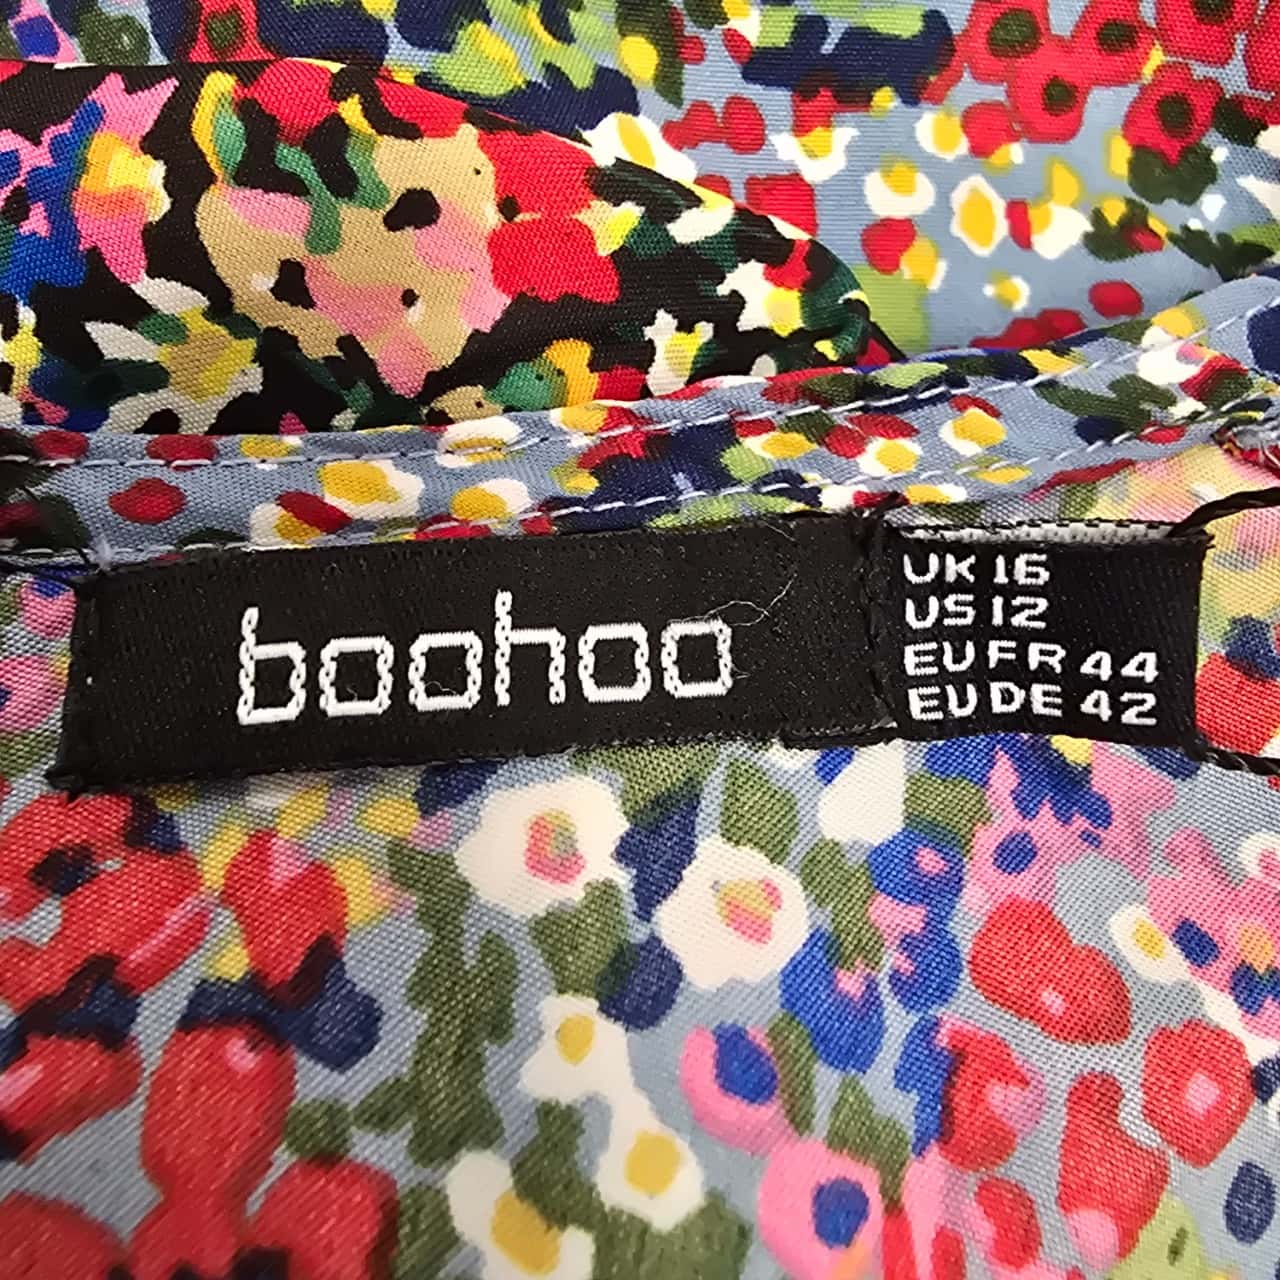 boohoo
UK 16
US 12
EU FR 44
EU DE 42